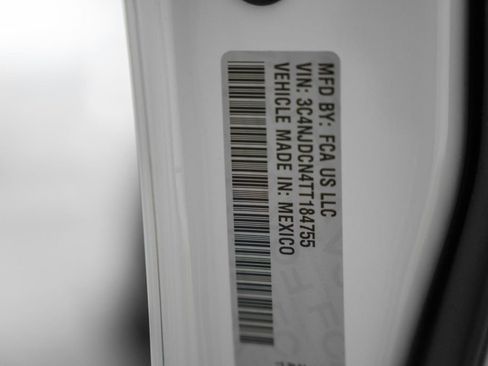 MFD BY: FCA US LLC
VIN: 3C4NJDCN4TT184755
VEHICLE MADE IN: MEXICO